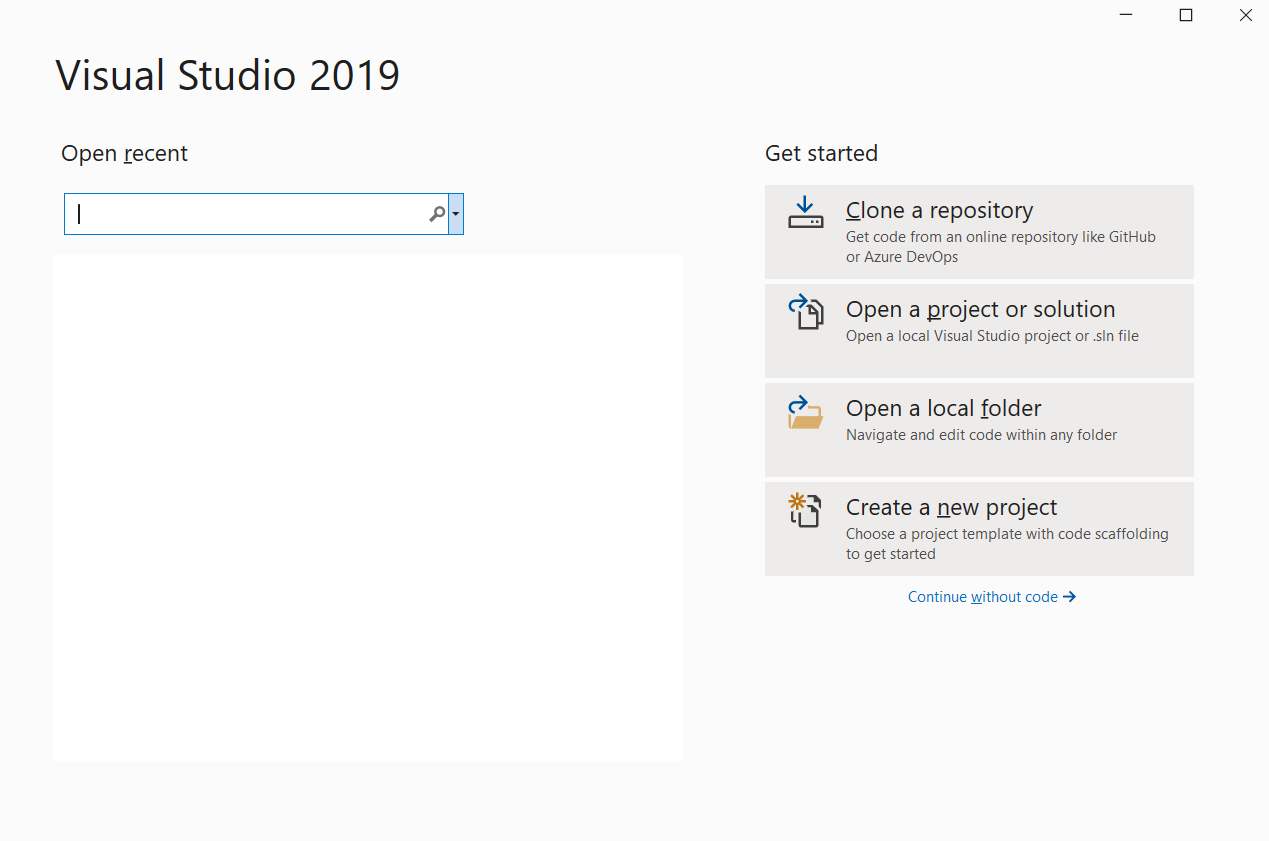 Visual Studio 2019
Open recent
Get started
Clone a repository
Get code from an online repository like GitHub
or Azure DevOps
Open a project or solution
Open a local Visual Studio project or .sln file
Open a local folder
Navigate and edit code within any folder
Create a new project
Choose a project template with code scaffolding
to get started
Continue without code